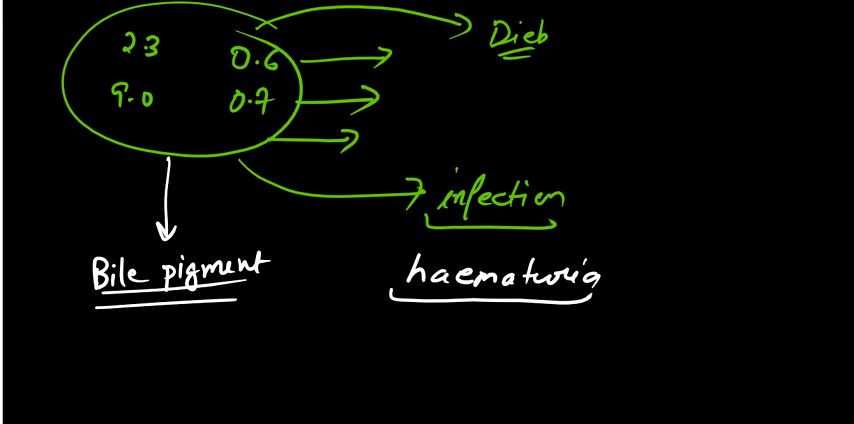 2.3 0.6
9.0 0.7
Dieb
infection
Bile pigment
haematuria